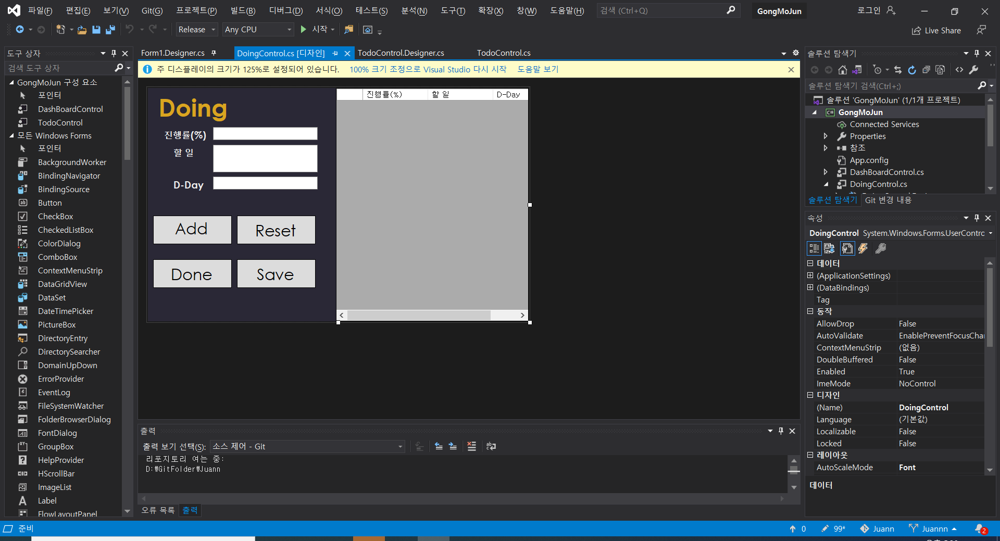 파일(F) 편집(E) 보기(V) Git(G) 프로젝트(P) 빌드(B) 디버그(D) 서식(O) 테스트(S) 분석(N) 도구(T) 확장(X) 창(W) 도움말(H) 검색 (Ctrl+Q) GongMoJun 로그인
Release Any CPU 시작 Live Share
도구 상자
검색 도구 상자
GongMoJun 구성 요소
포인터
DashBoardControl
TodoControl
모든 Windows Forms
포인터
BackgroundWorker
BindingNavigator
BindingSource
Button
CheckBox
CheckedListBox
ColorDialog
ComboBox
ContextMenuStrip
DataGridView
DataSet
DateTimePicker
PictureBox
DirectoryEntry
DirectorySearcher
DomainUpDown
ErrorProvider
EventLog
FileSystemWatcher
FolderBrowserDialog
FontDialog
GroupBox
HelpProvider
HScrollBar
ImageList
Label
FlowLayoutPanel
Form1.Designer.cs DoingControl.cs [디자인] TodoControl.Designer.cs TodoControl.cs
주 디스플레이의 크기가 125%로 설정되어 있습니다. 100% 크기 조정으로 Visual Studio 다시 시작 도움말 보기
Doing
진행률(%)
할 일
D-Day
Add Reset
Done Save
진행률(%) 할 일 D-Day
출력
출력 보기 선택(S): 소스 제어 - Git
리포지토리 여는 중:
D:₩GitFolder₩Juann
오류 목록 출력
솔루션 탐색기
솔루션 탐색기 검색(Ctrl+;)
솔루션 'GongMoJun' (1/1개 프로젝트)
C# GongMoJun
Connected Services
Properties
참조
App.config
DashBoardControl.cs
DoingControl.cs
솔루션 탐색기 Git 변경 내용
속성
DoingControl System.Windows.Forms.UserContro
데이터
(ApplicationSettings)
(DataBindings)
Tag
동작
AllowDrop False
AutoValidate EnablePreventFocusChan
ContextMenuStrip (없음)
DoubleBuffered False
Enabled True
ImeMode NoControl
디자인
(Name) DoingControl
Language (기본값)
Localizable False
Locked False
레이아웃
AutoScaleMode Font
데이터
준비 0 99* Juann Juannn 2